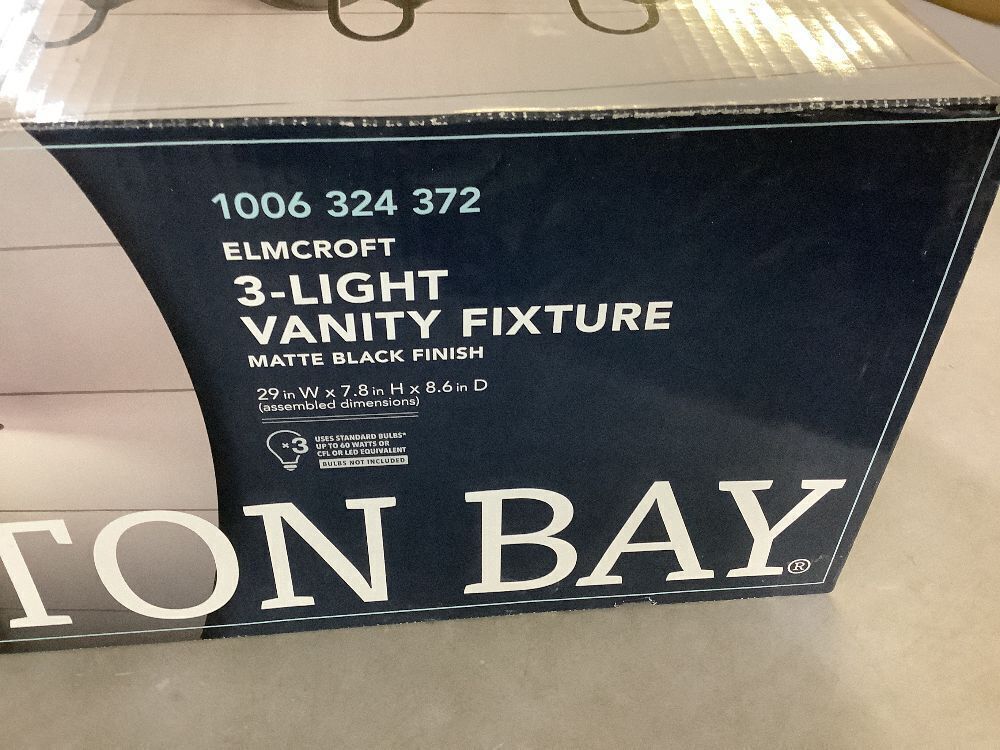 1006 324 372
ELMCROFT
3-LIGHT
VANITY FIXTURE
MATTE BLACK FINISH
29 in W x 7.8 in H x 8.6 in D
(assembled dimensions)
x3
USES STANDARD BULBS*
UP TO 60 WATTS OR
CFL OR LED EQUIVALENT
BULBS NOT INCLUDED
TON BAY®